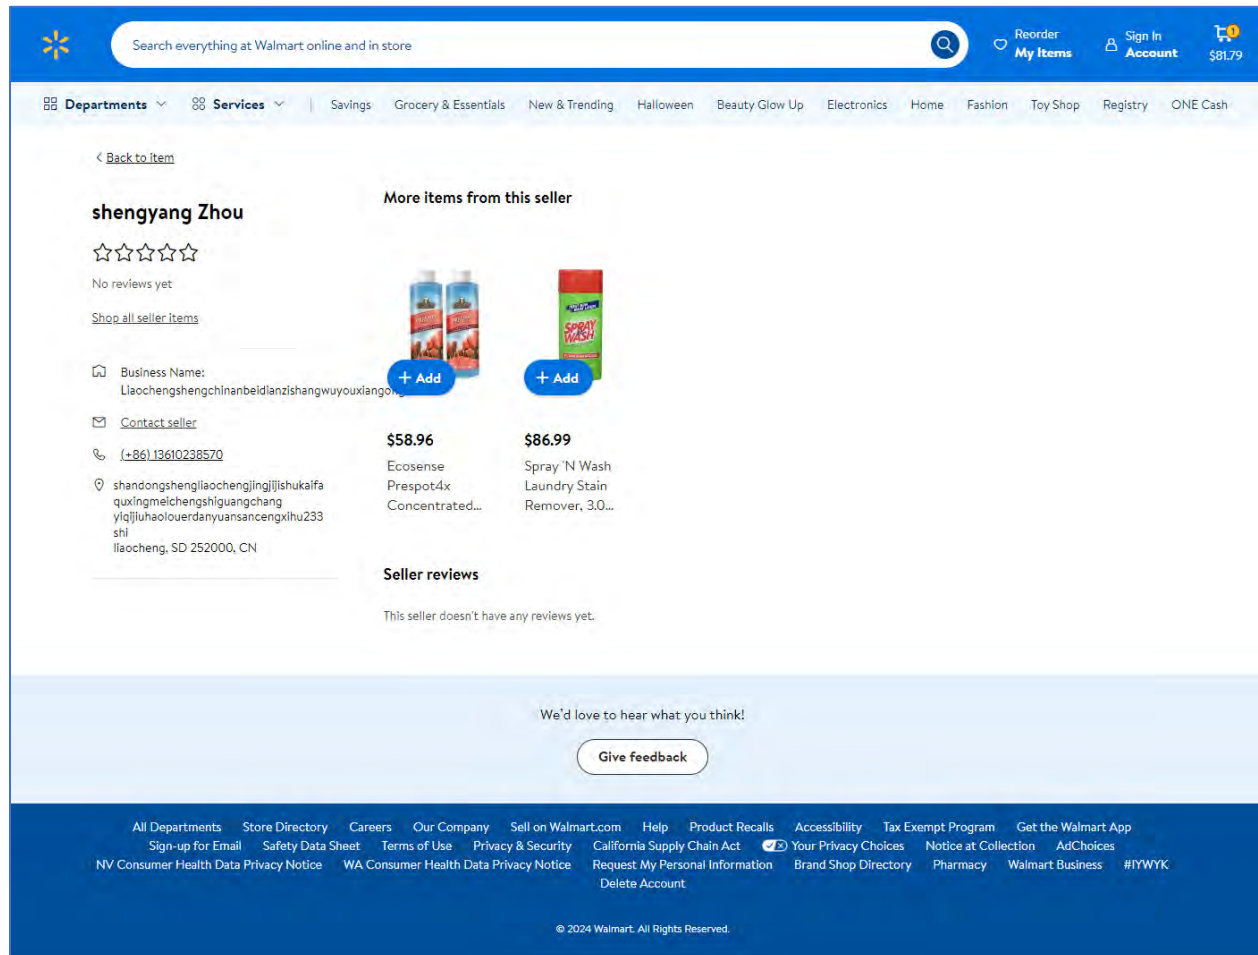 Search everything at Walmart online and in store
Reorder
My Items
Sign In
Account
1
$81.79
Departments
Services
Savings
Grocery & Essentials
New & Trending
Halloween
Beauty Glow Up
Electronics
Home
Fashion
Toy Shop
Registry
ONE Cash
Back to item
shengyang Zhou
No reviews yet
Shop all seller items
Business Name:
Liaochengshengchinanbeidianzishangwuyouxiangong
Contact seller
(+86) 13610238570
shandongshengliaochengjingjijishukaifa
quxingmeichengshiguangchang
yiqijiuhaolouerdanyuansancengxihu233
shi
liaocheng, SD 252000, CN
More items from this seller
SPRAY
WASH
+ Add
+ Add
$58.96
Ecosense
Prespot4x
Concentrated...
$86.99
Spray 'N Wash
Laundry Stain
Remover, 3.0...
Seller reviews
This seller doesn't have any reviews yet.
We'd love to hear what you think!
Give feedback
All Departments Store Directory Careers Our Company Sell on Walmart.com Help Product Recalls Accessibility Tax Exempt Program Get the Walmart App
Sign-up for Email Safety Data Sheet Terms of Use Privacy & Security California Supply Chain Act Your Privacy Choices Notice at Collection AdChoices
NV Consumer Health Data Privacy Notice WA Consumer Health Data Privacy Notice Request My Personal Information Brand Shop Directory Pharmacy Walmart Business #IYWYK
Delete Account
© 2024 Walmart. All Rights Reserved.